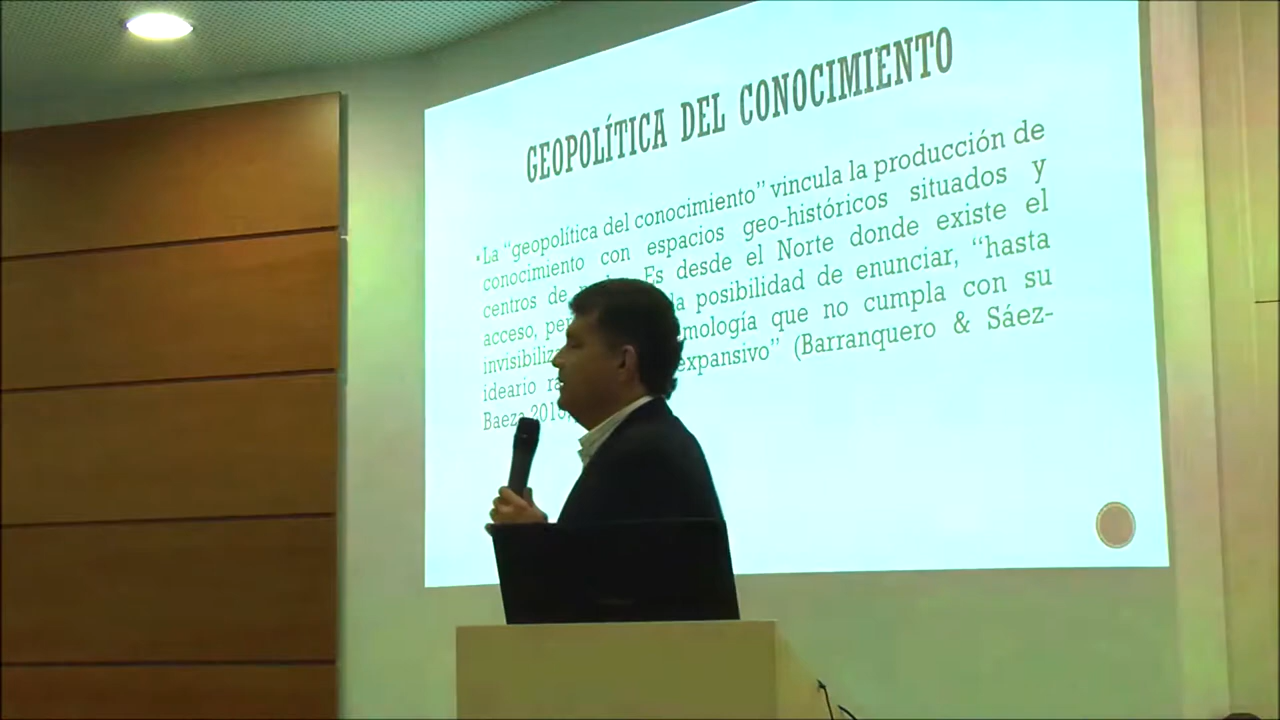 GEOPOLÍTICA DEL CONOCIMIENTO
▪La “geopolítica del conocimiento” vincula la producción de
conocimiento con espacios geo-históricos situados y
centros de Es desde el Norte donde existe el
acceso, la posibilidad de enunciar, “hasta
que no cumpla con su
ideario expansivo” (Barranquero & Sáez-
Baeza